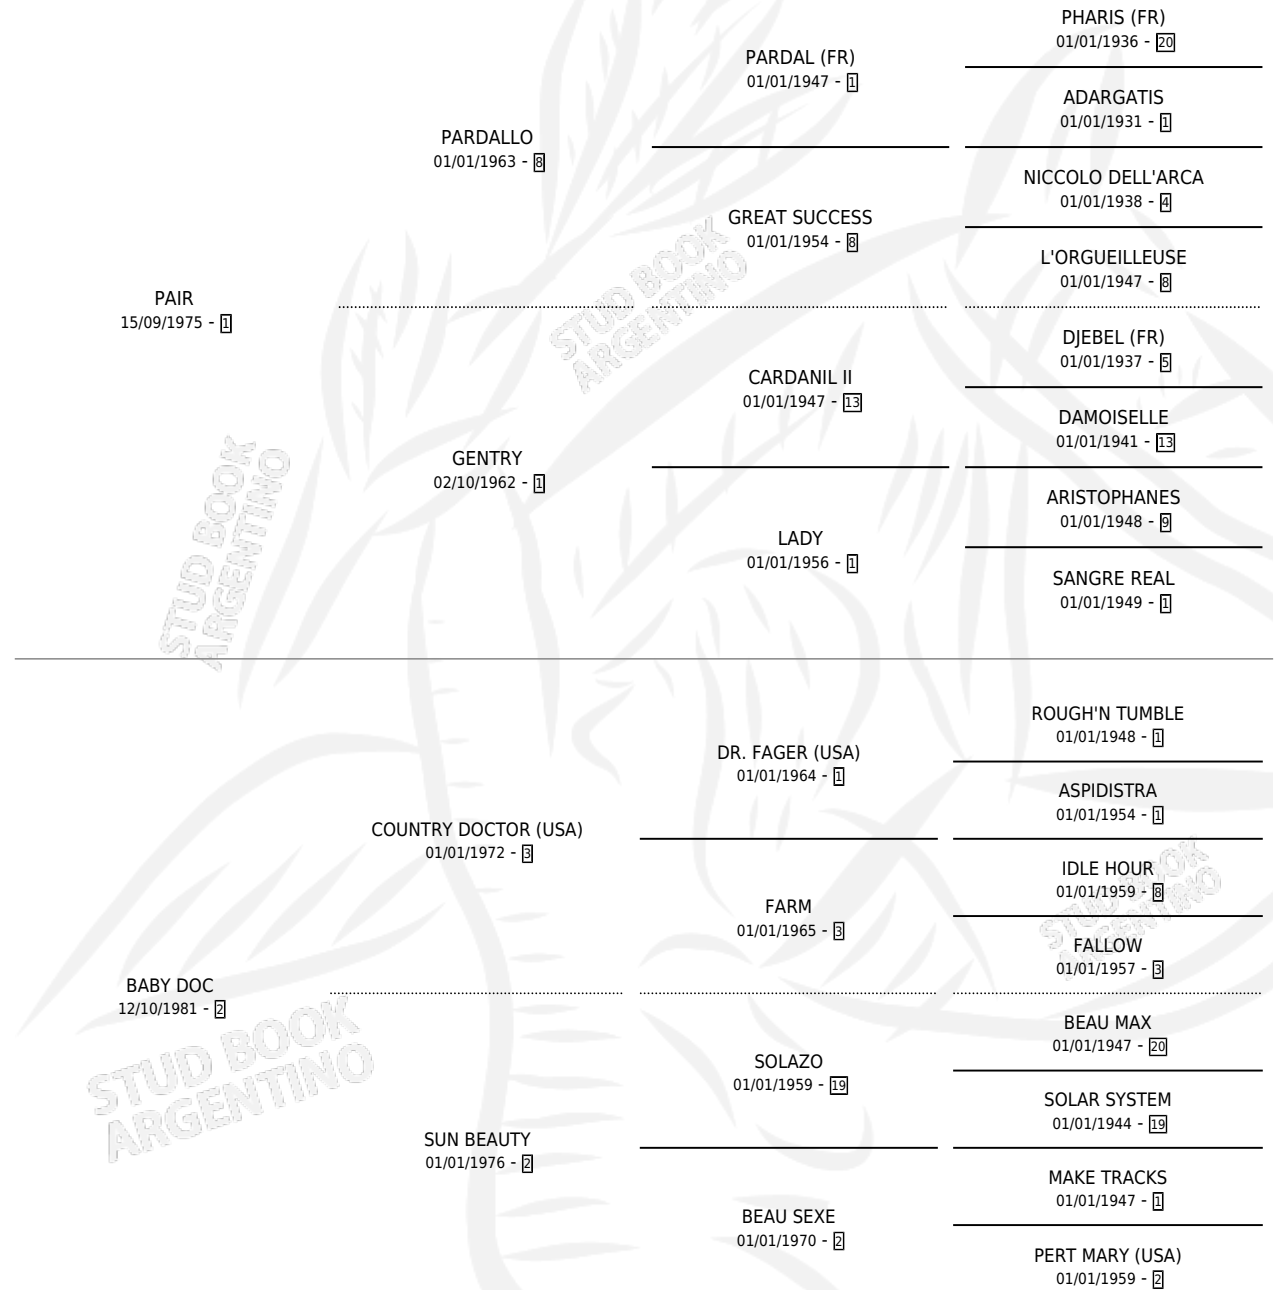 PHARIS (FR)
01/01/1936 - 20
PARDAL (FR)
01/01/1947 - 1
ADARGATIS
01/01/1931 - 1
PARDALLO
01/01/1963 - 8
NICCOLO DELL'ARCA
01/01/1938 - 4
GREAT SUCCESS
01/01/1954 - 8
L'ORGUEILLEUSE
01/01/1947 - 8
PAIR
15/09/1975 - 1
DJEBEL (FR)
01/01/1937 - 5
CARDANIL II
01/01/1947 - 13
DAMOISELLE
01/01/1941 - 13
GENTRY
02/10/1962 - 1
ARISTOPHANES
01/01/1948 - 9
LADY
01/01/1956 - 1
SANGRE REAL
01/01/1949 - 1
ROUGH'N TUMBLE
01/01/1948 - 1
DR. FAGER (USA)
01/01/1964 - 1
ASPIDISTRA
01/01/1954 - 1
COUNTRY DOCTOR (USA)
01/01/1972 - 3
IDLE HOUR
01/01/1959 - 8
FARM
01/01/1965 - 3
FALLOW
01/01/1957 - 3
BABY DOC
12/10/1981 - 2
BEAU MAX
01/01/1947 - 20
SOLAZO
01/01/1959 - 19
SOLAR SYSTEM
01/01/1944 - 19
SUN BEAUTY
01/01/1976 - 2
MAKE TRACKS
01/01/1947 - 1
BEAU SEXE
01/01/1970 - 2
PERT MARY (USA)
01/01/1959 - 2
STUD BOOK
ARGENTINO
STUD BOOK
ARGENTINO
STUD BOOK
ARGENTINO
STUD BOOK
ARGENTINO